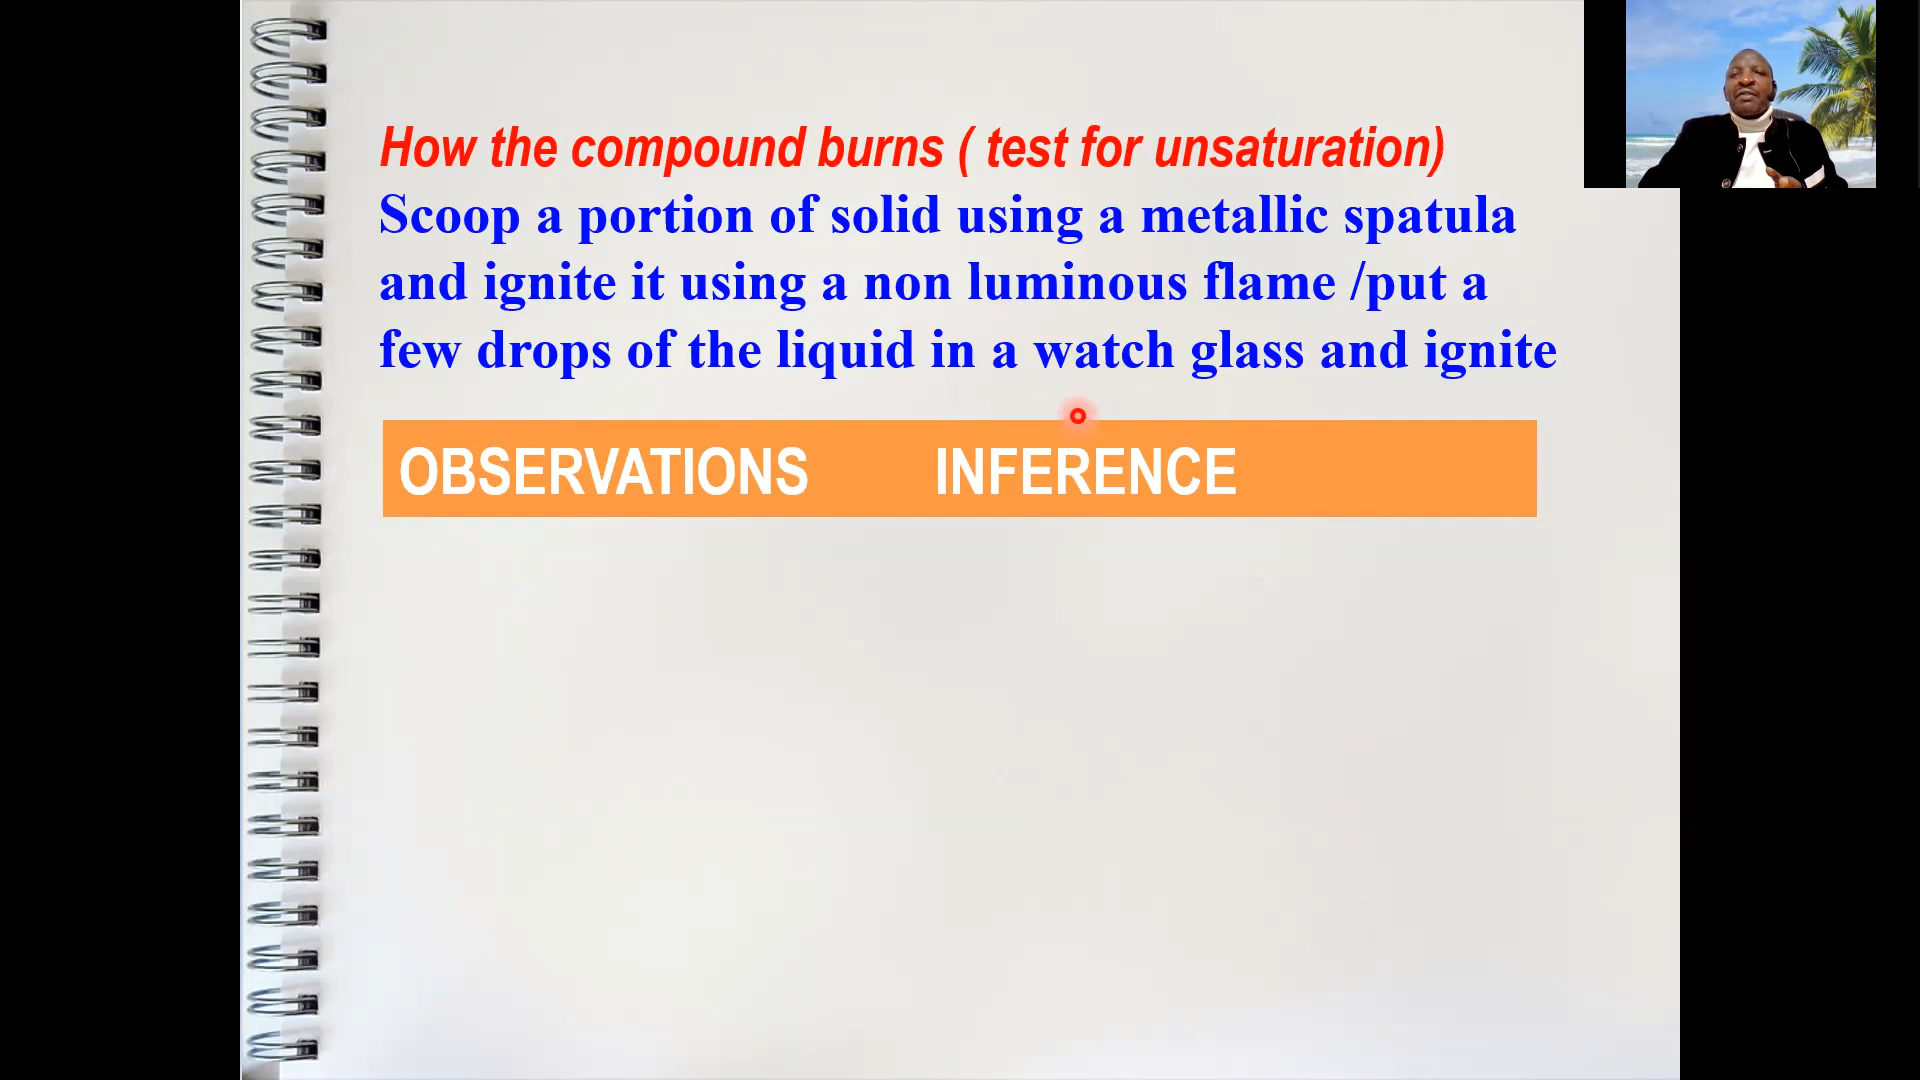 How the compound burns ( test for unsaturation)
Scoop a portion of solid using a metallic spatula
and ignite it using a non luminous flame /put a
few drops of the liquid in a watch glass and ignite
OBSERVATIONS INFERENCE